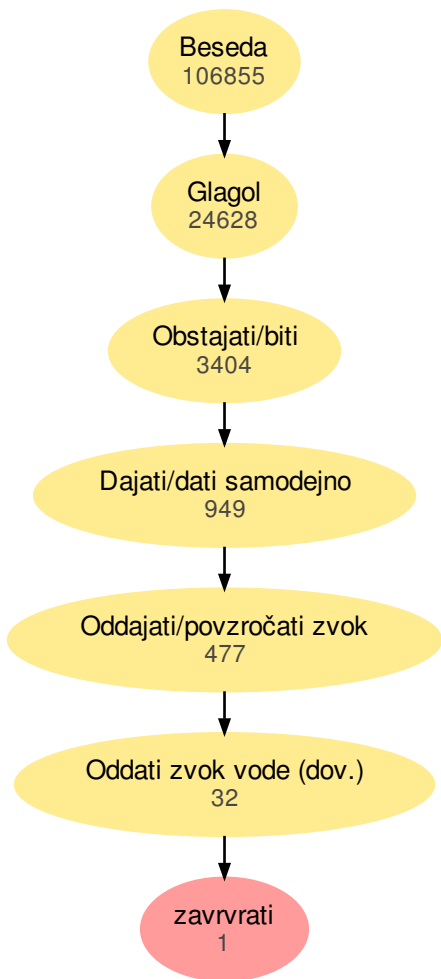 Beseda
106855
Glagol
24628
Obstajati/biti
3404
Dajati/dati samodejno
949
Oddajati/povzročati zvok
477
Oddati zvok vode (dov.)
32
zavrvrati
1